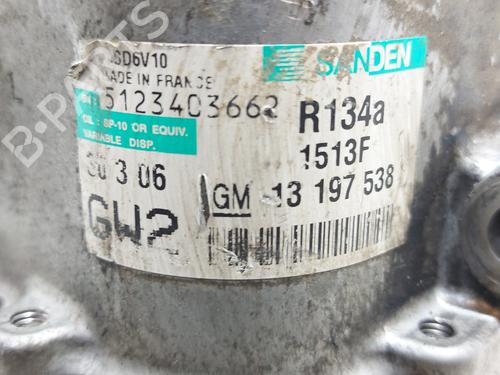 SD6V10
SANDEN
MADE IN FRANCE
5123403662
R134a
OIL : SP-10 OR EQUIV.
VARIABLE DISP.
1513F
30 3 06
GM 13 197 538
GW2
B-PARTS